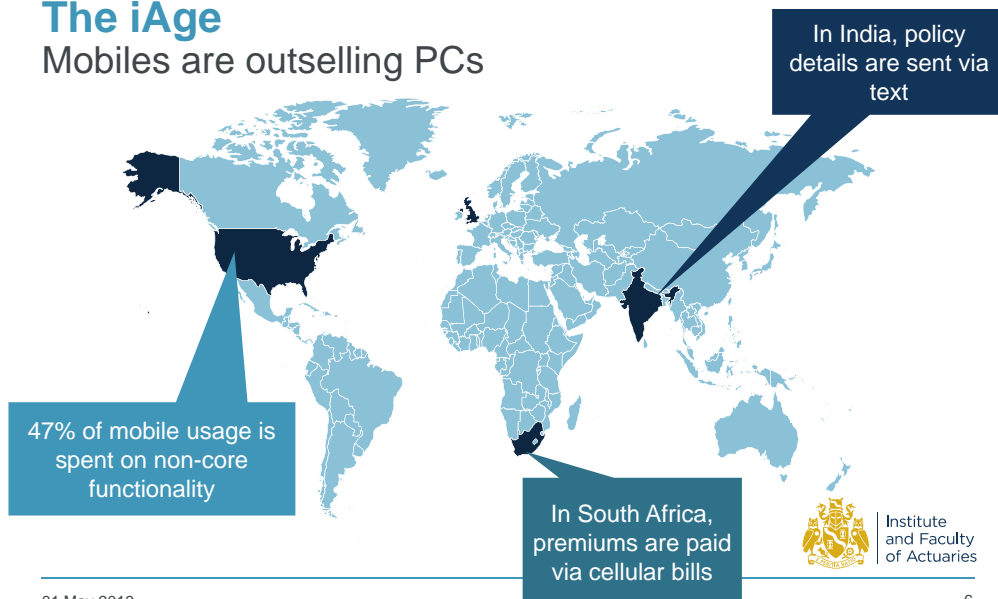 The iAge
Mobiles are outselling PCs
In India, policy
details are sent via
text
47% of mobile usage is
spent on non-core
functionality
In South Africa,
premiums are paid
via cellular bills
Institute
and Faculty
of Actuaries